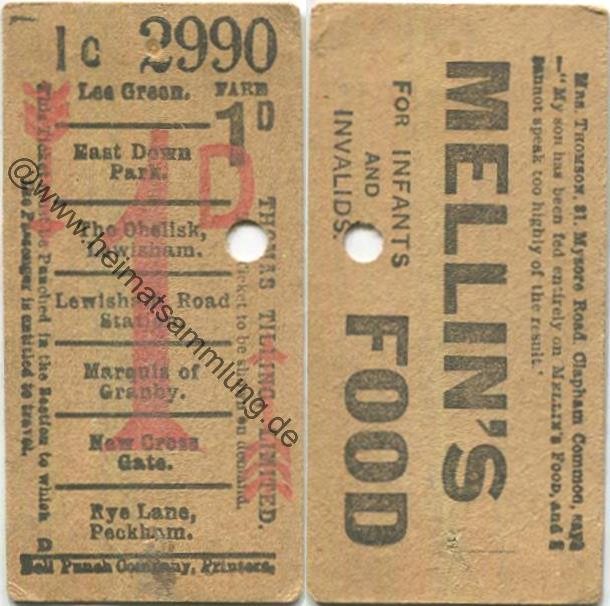 1c 2990
Lee Green. FARE
1D
East Down
Park.
The Obelisk,
Lewisham.
Lewisham Road
Station
Marquis of
Granby.
New Cross
Gate.
Rye Lane,
Peckham.
Bell Punch Company, Printers,
1D
This Ticket must be Punched in the Section to which
the Passenger is entitled to travel.
D
THOMAS TILLING LIMITED.
Ticket to be shown on demand.
@www.heimatsammlung.de
Mrs. THOMSON, 81, Mysore Road, Clapham Common, says
—"My son has been fed entirely on MELLIN'S FOOD, and I
cannot speak too highly of the result.'
MELLIN'S
FOR INFANTS
AND
INVALIDS.
FOOD